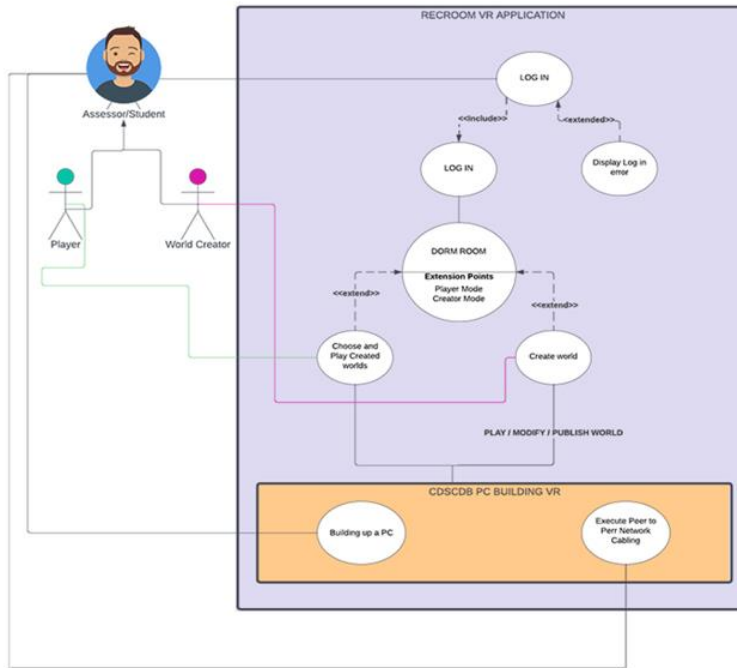 RECROOM VR APPLICATION
LOG IN
Assessor/Student
<<Include>>
<extended>>
LOG IN
Display Log in
error
Player
World Creator
DORM ROOM
Extension Points
Player Mode
Creator Mode
<<extend>>
<<extend>>
Choose and
Play Created
worlds
Create world
PLAY / MODIFY / PUBLISH WORLD
CDSCDB PC BUILDING VR
Building up a PC
Execute Peer to
Perr Network
Cabling